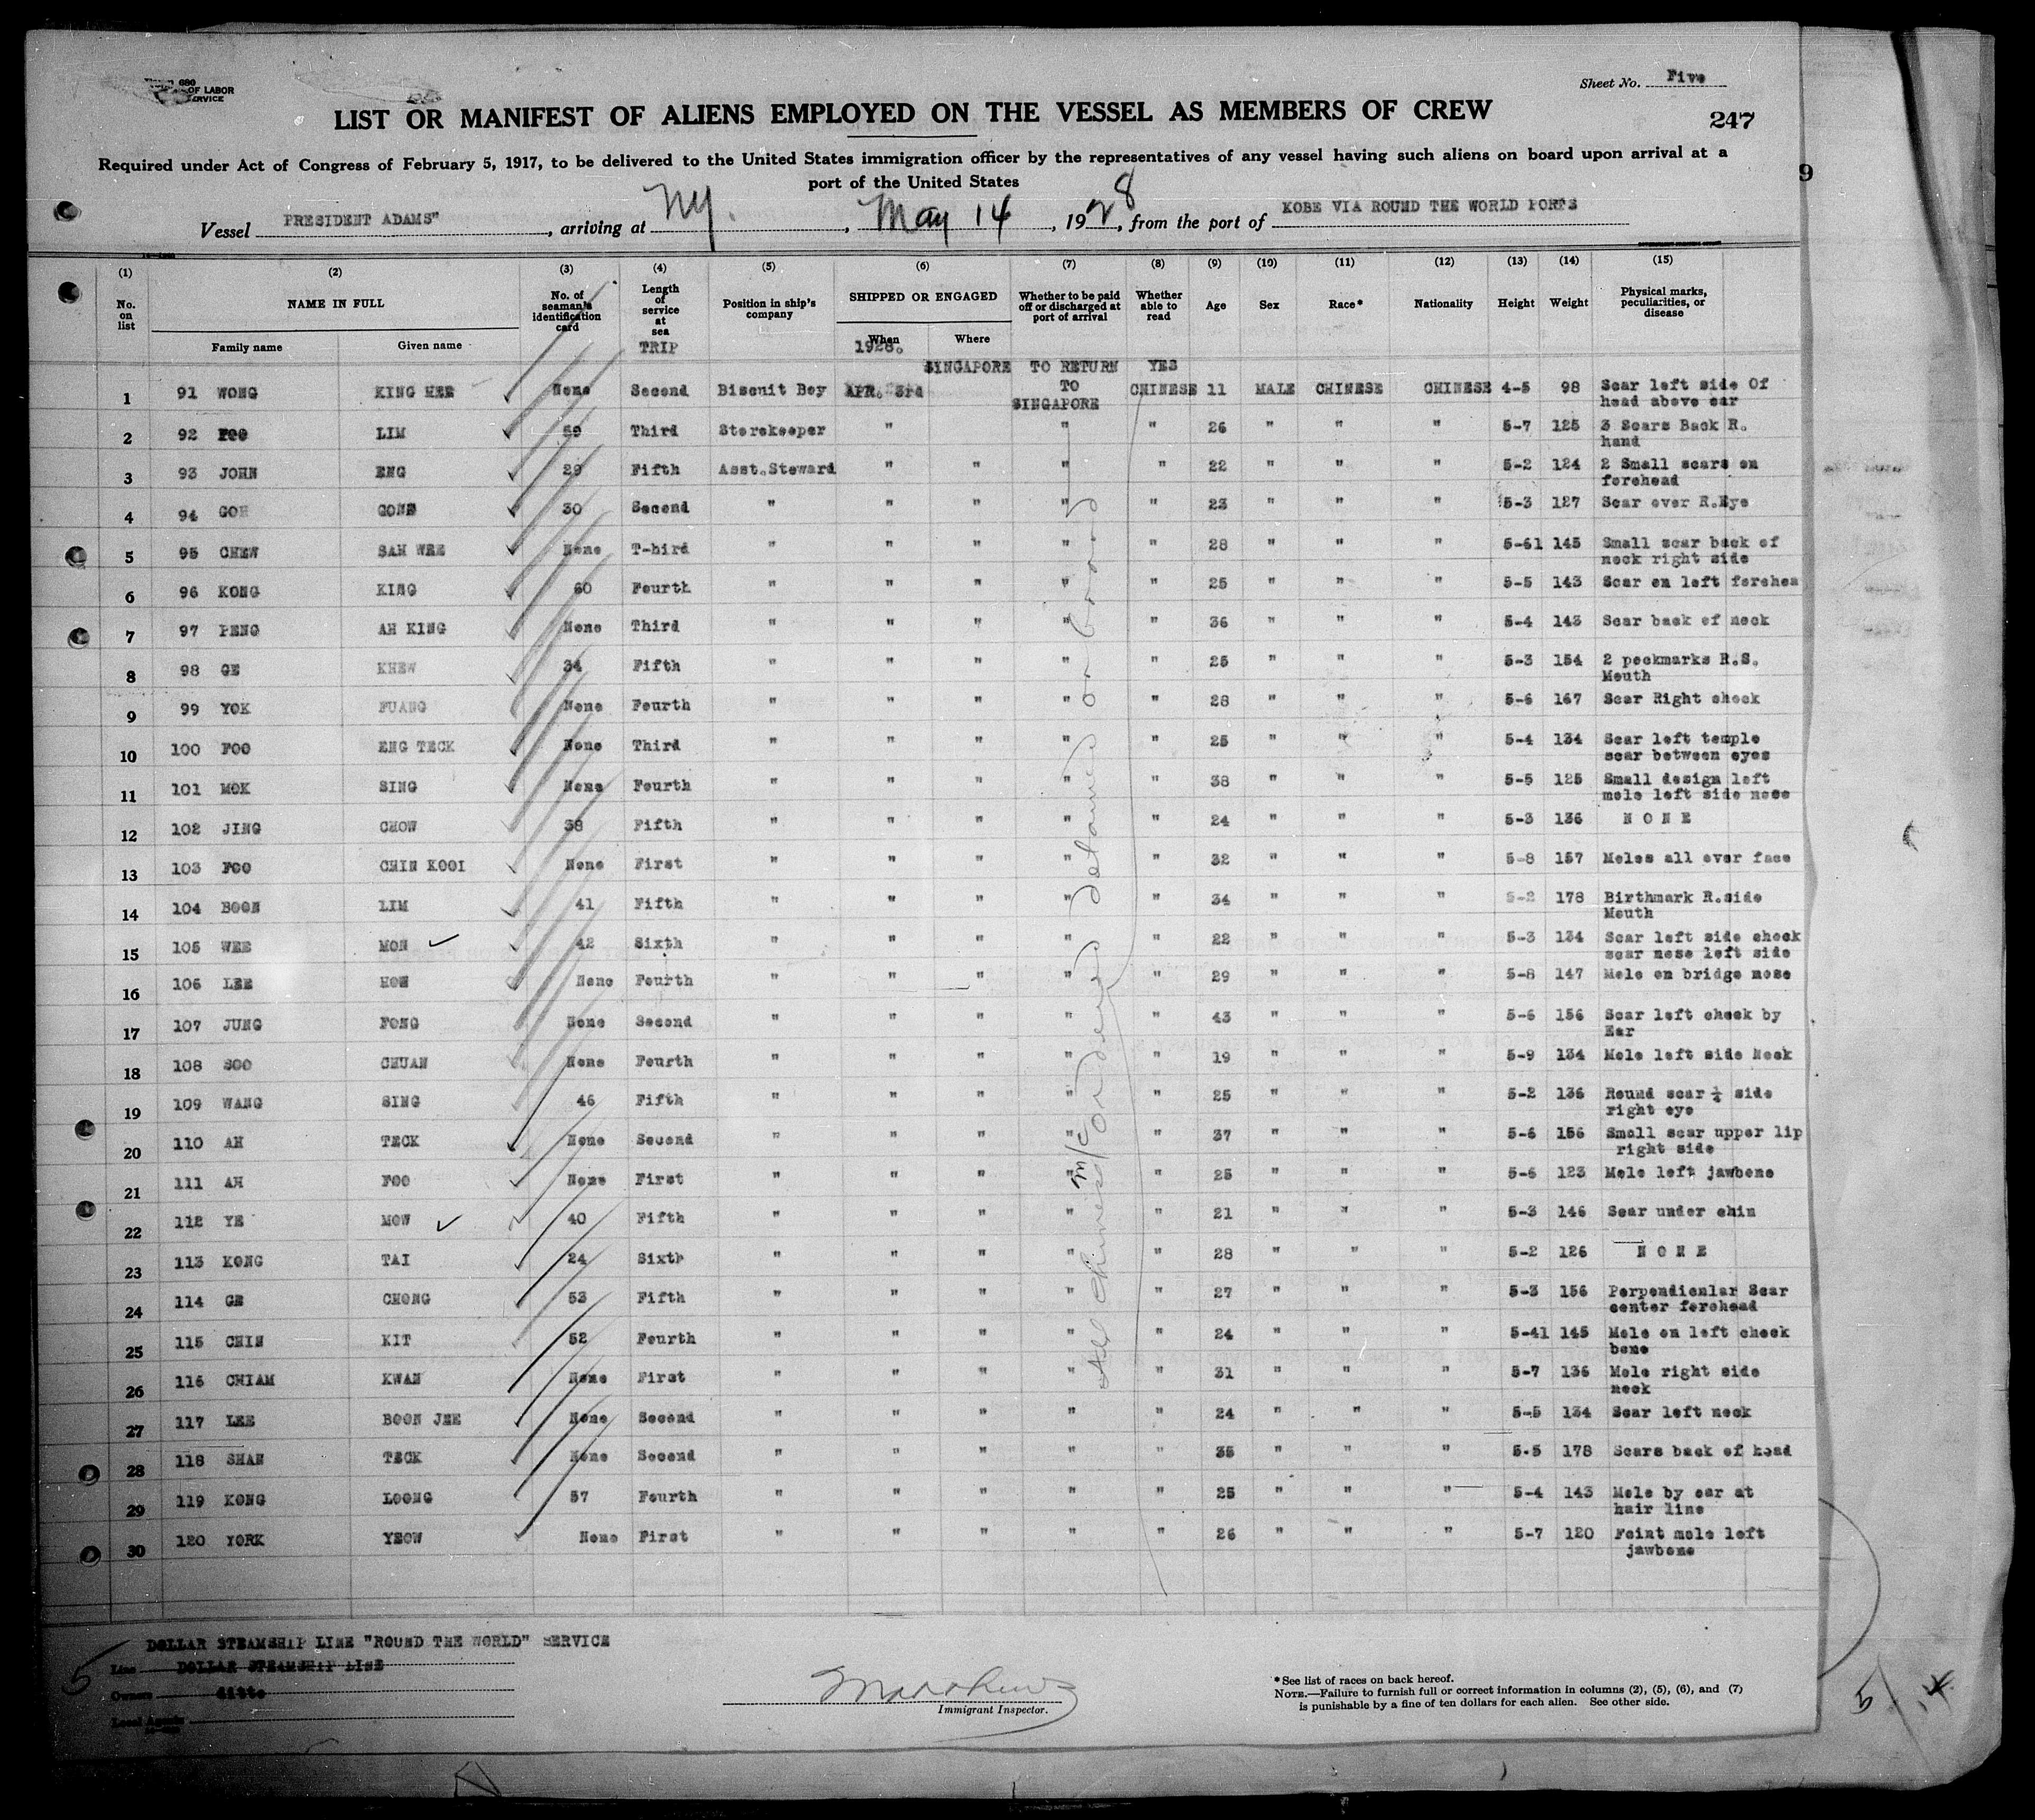 680
OF LABOR
SERVICE
Sheet No. Five
LIST OR MANIFEST OF ALIENS EMPLOYED ON THE VESSEL AS MEMBERS OF CREW
247
Required under Act of Congress of February 5, 1917, to be delivered to the United States immigration officer by the representatives of any vessel having such aliens on board upon arrival at a
port of the United States
9
Vessel PRESIDENT ADAMS", arriving at NY., May 14, 1928, from the port of KOBE VIA ROUND THE WORLD PORTS
(1) (2) (3) (4) (5) (6) (7) (8) (9) (10) (11) (12) (13) (14) (15)
No. on list NAME IN FULL No. of seaman's identification card Length of service at sea Position in ship's company SHIPPED OR ENGAGED Whether to be paid off or discharged at port of arrival Whether able to read Age Sex Race* Nationality Height Weight Physical marks, peculiarities, or disease
Family name Given name TRIP When 1928. Where
SINGAPORE TO RETURN YES
1 91 WONG KING HEE None Second Biscuit Boy APR. 3rd TO SINGAPORE CHINESE 11 MALE CHINESE CHINESE 4-5 98 Scar left side Of
head above ear
2 92 FOO LIM 59 Third Storekeeper " " " 26 " " " 5-7 125 3 Scars Back R.
hand
3 93 JOHN ENG 29 Fifth Asst.Steward " " " " 22 " " " 5-2 124 2 Small scars on
forehead
4 94 GOH GONE 30 Second " " " " " 23 " " " 5-3 127 Scar over R.Eye
5 95 CHEW SAH WEE None T-hird " " " " " 28 " " " 5-61 145 Small scar back of
neck right side
6 96 KONG KING 60 Fourth " " " " " 25 " " " 5-5 143 Scar on left forehea
7 97 PENG AH KING None Third " " " " " 36 " " " 5-4 143 Scar back of neck
8 98 GE KHEW 34 Fifth " " " " " 25 " " " 5-3 154 2 pockmarks R.S.
Mouth
9 99 YOK FUANG None Fourth " " " " " 28 " " " 5-6 167 Scar Right cheek
10 100 FOO ENG TECK None Third " " " " " 25 " " " 5-4 134 Scar left temple
scar between eyes
11 101 MOK SING None Fourth " " " " " 38 " " " 5-5 125 Small design left
mole left side nose
12 102 JING CHOW 38 Fifth " " " " " 24 " " " 5-3 136 N O N E
13 103 FOO CHIN KOOI None First " " " " " 32 " " " 5-8 157 Moles all over face
14 104 BOON LIM 41 Fifth " " " " " 34 " " " 5-2 178 Birthmark R.side
Mouth
15 105 WEE MON 42 Sixth " " " " " 22 " " " 5-3 134 Scar left side cheek
scar nose left side
16 106 LEE HOW None Fourth " " " " " 29 " " " 5-8 147 Mole on bridge nose
17 107 JUNG FONG None Second " " " " " 43 " " " 5-6 156 Scar left cheek by
Ear
18 108 SOO CHUAN None Fourth " " " " " 19 " " " 5-9 134 Mole left side Neck
19 109 WANG SING 46 Fifth " " " " " 25 " " " 5-2 136 Round scar ½ side
right eye
20 110 AH TECK None Second " " " " " 37 " " " 5-6 156 Small scar upper lip
right side
21 111 AH FOO None First " " " " " 25 " " " 5-6 123 Mole left jawbone
22 112 YE MOW 40 Fifth " " " " " 21 " " " 5-3 146 Scar under chin
23 113 KONG TAI 24 Sixth " " " " " 28 " " " 5-2 126 N O N E
24 114 GE CHONG 53 Fifth " " " " " 27 " " " 5-3 156 Perpendicular Scar
center forehead
25 115 CHIN KIT 52 Fourth " " " " " 24 " " " 5-41 145 Mole on left cheek
bone
26 116 CHIAM KWAN None First " " " " " 31 " " " 5-7 136 Mole right side
neck
27 117 LEE BOON JEE None Second " " " " " 24 " " " 5-5 134 Scar left neck
28 118 SHAN TECK None Second " " " " " 35 " " " 5-5 178 Scars back of head
29 119 KONG LOONG 57 Fourth " " " " " 25 " " " 5-4 143 Mole by ear at
hair line
30 120 YORK YEOW None First " " " " " 26 " " " 5-7 120 Feint mole left
jawbone
All Chinese m/c ordered detained on board
DOLLAR STEAMSHIP LINE "ROUND THE WORLD" SERVICE
Line DOLLAR STEAMSHIP LINE
Owners ditto
Local Agents
5
Immigrant Inspector.
*See list of races on back hereof.
NOTE.—Failure to furnish full or correct information in columns (2), (5), (6), and (7)
is punishable by a fine of ten dollars for each alien. See other side.
5